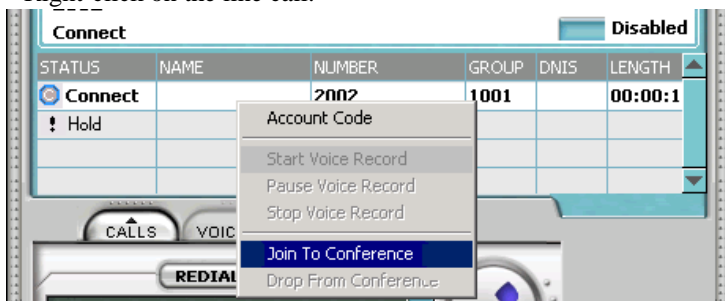 Right-click on the line call.
Connect Disabled
STATUS NAME NUMBER GROUP DNIS LENGTH
Connect 2002 1001 00:00:1
! Hold
Account Code
Start Voice Record
Pause Voice Record
Stop Voice Record
CALLS VOIC
Join To Conference
REDIAL
Drop From Conference